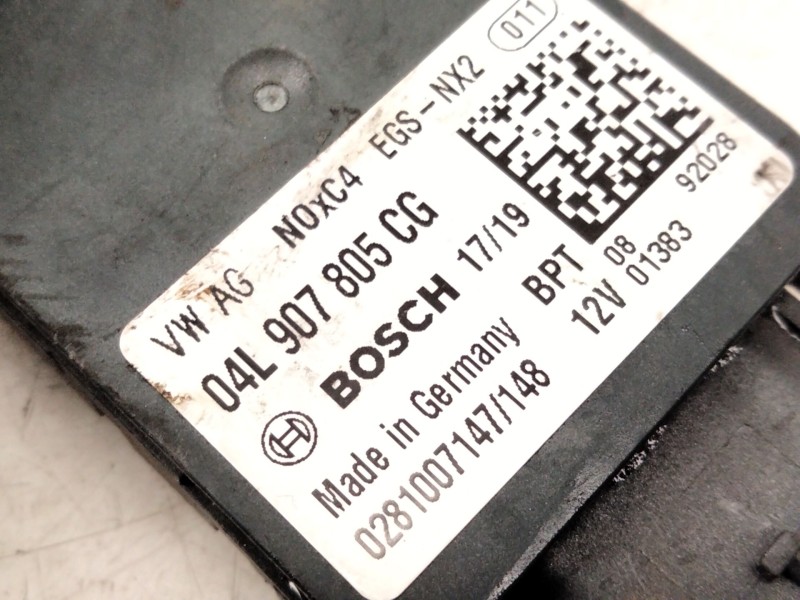 VW AG NOxC4 EGS-NX2 011
04L 907 805 CG
BOSCH 17/19
Made in Germany BPT 08 92028
0281007147/148 12V 01383